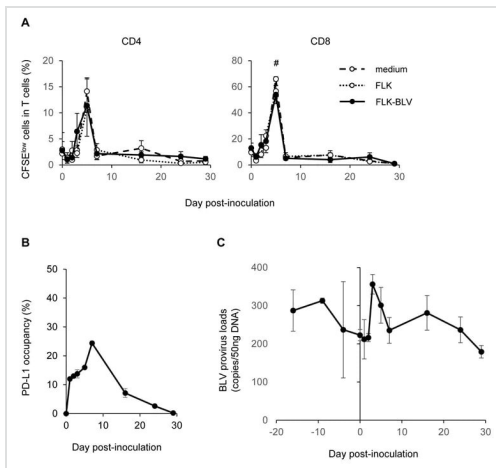 A
CD4
CD8
CFSElow cells in T cells (%)
20
15
10
5
0
0 10 20 30
80
60
40
20
0
0 10 20 30
#
medium
FLK
FLK-BLV
Day post-inoculation
B
PD-L1 occupancy (%)
50
40
30
20
10
0
0 10 20 30
Day post-inoculation
C
BLV provirus loads
(copies/50ng DNA)
400
300
200
100
0
-20 -10 0 10 20 30
Day post-inoculation